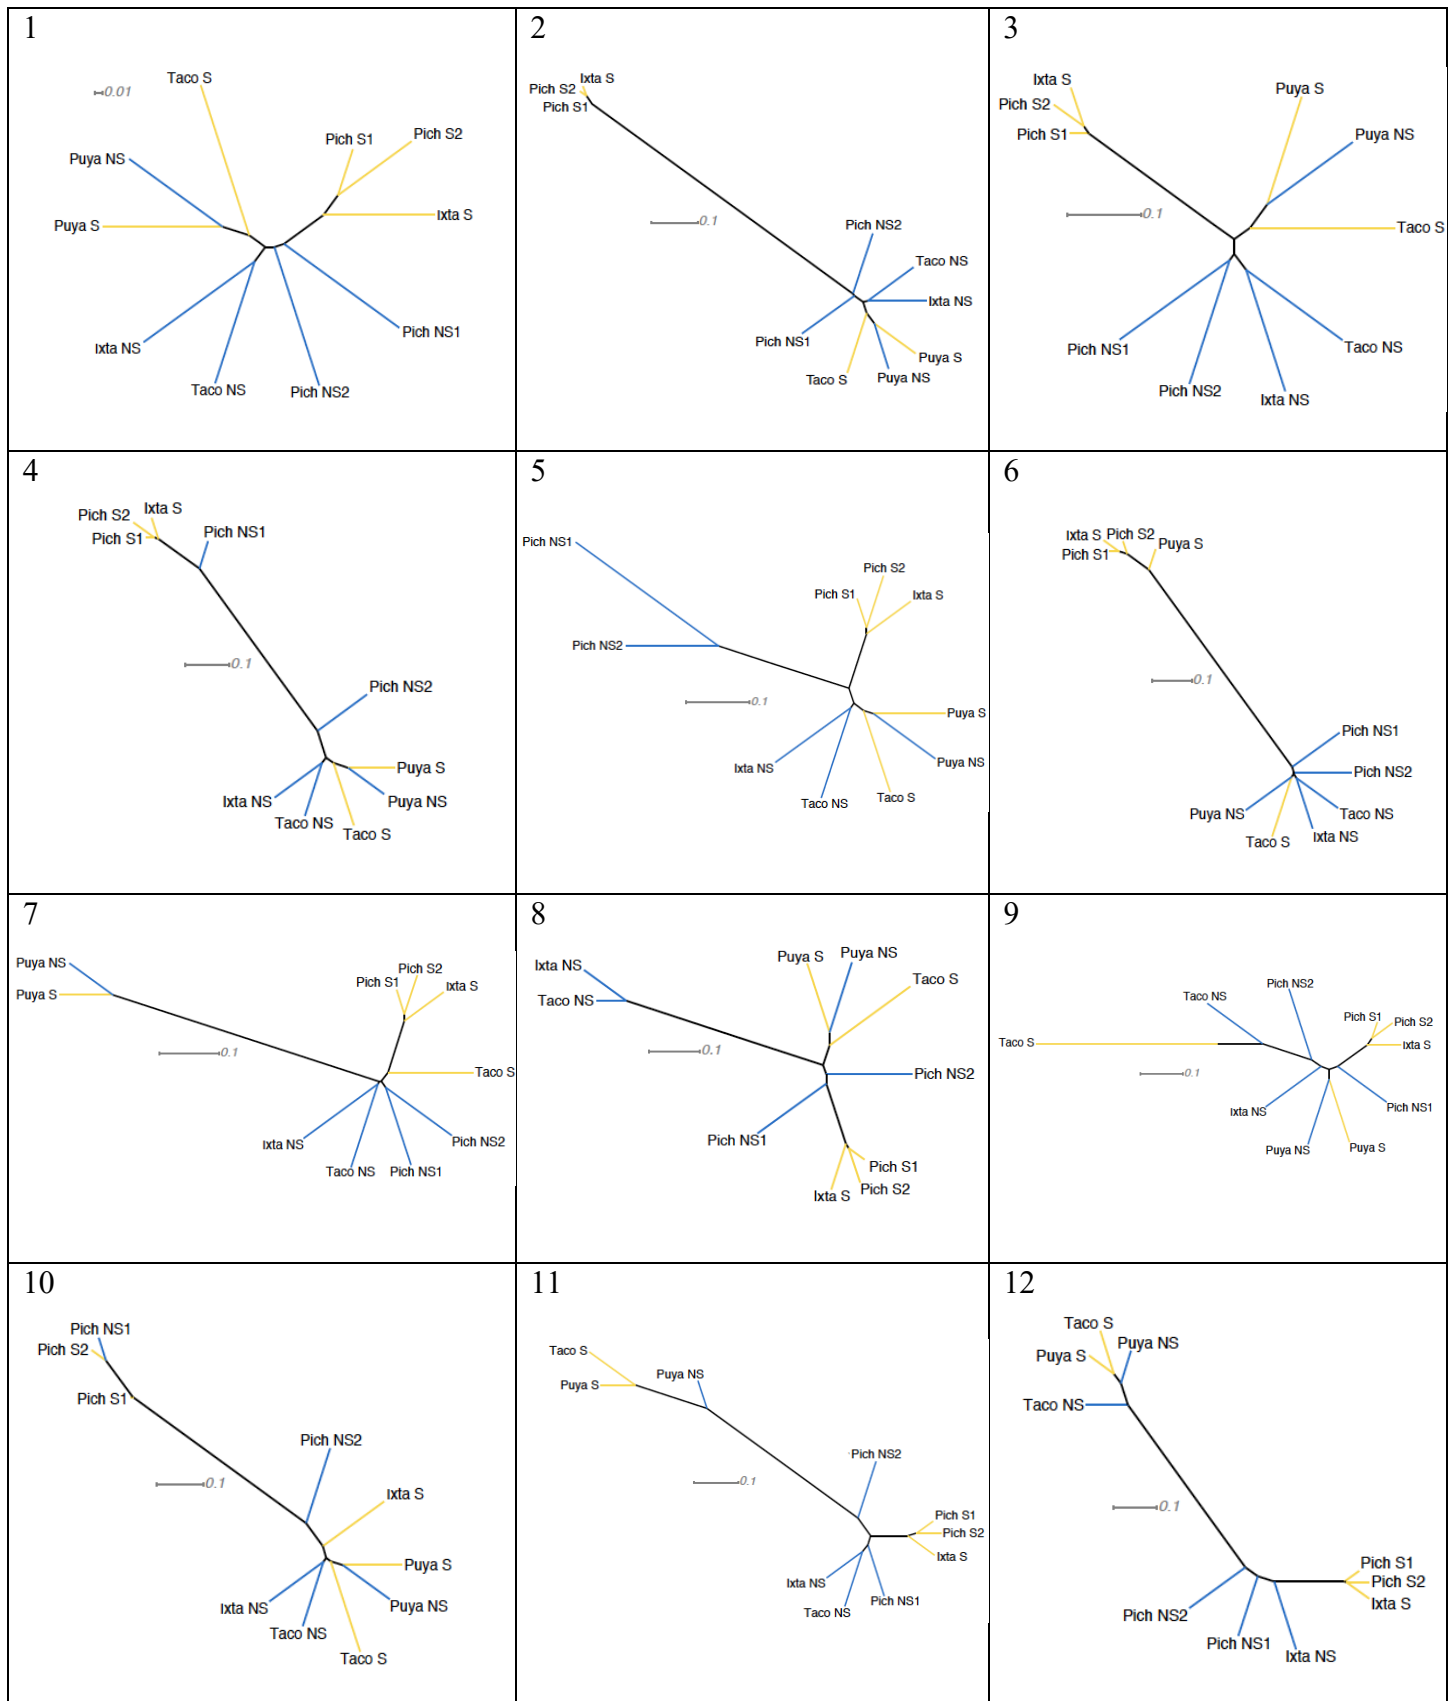 1
0.01
Taco S
Pich S1
Pich S2
Puya NS
Ixta S
Puya S
Pich NS1
Ixta NS
Taco NS
Pich NS2
2
Ixta S
Pich S2
Pich S1
0.1
Pich NS2
Taco NS
Ixta NS
Pich NS1
Puya S
Taco S
Puya NS
3
Ixta S
Puya S
Pich S2
Pich S1
Puya NS
0.1
Taco S
Pich NS1
Taco NS
Pich NS2
Ixta NS
4
Ixta S
Pich S2
Pich NS1
Pich S1
0.1
Pich NS2
Puya S
Ixta NS
Puya NS
Taco NS
Taco S
5
Pich NS1
Pich S2
Pich S1
Ixta S
Pich NS2
0.1
Puya S
Ixta NS
Puya NS
Taco NS
Taco S
6
Ixta S
Pich S2
Puya S
Pich S1
0.1
Pich NS1
Pich NS2
Puya NS
Taco NS
Taco S
Ixta NS
7
Puya NS
Pich S2
Pich S1
Ixta S
Puya S
0.1
Taco S
Ixta NS
Pich NS2
Taco NS
Pich NS1
8
Puya S
Puya NS
Ixta NS
Taco S
Taco NS
0.1
Pich NS2
Pich NS1
Pich S1
Ixta S
Pich S2
9
Pich NS2
Taco NS
Pich S1
Pich S2
Taco S
Ixta S
0.1
Ixta NS
Pich NS1
Puya NS
Puya S
10
Pich NS1
Pich S2
Pich S1
Pich NS2
0.1
Ixta S
Puya S
Ixta NS
Puya NS
Taco NS
Taco S
11
Taco S
Puya NS
Puya S
Pich NS2
0.1
Pich S1
Pich S2
Ixta S
Ixta NS
Pich NS1
Taco NS
12
Taco S
Puya NS
Puya S
Taco NS
0.1
Pich S1
Pich S2
Ixta S
Pich NS2
Pich NS1
Ixta NS